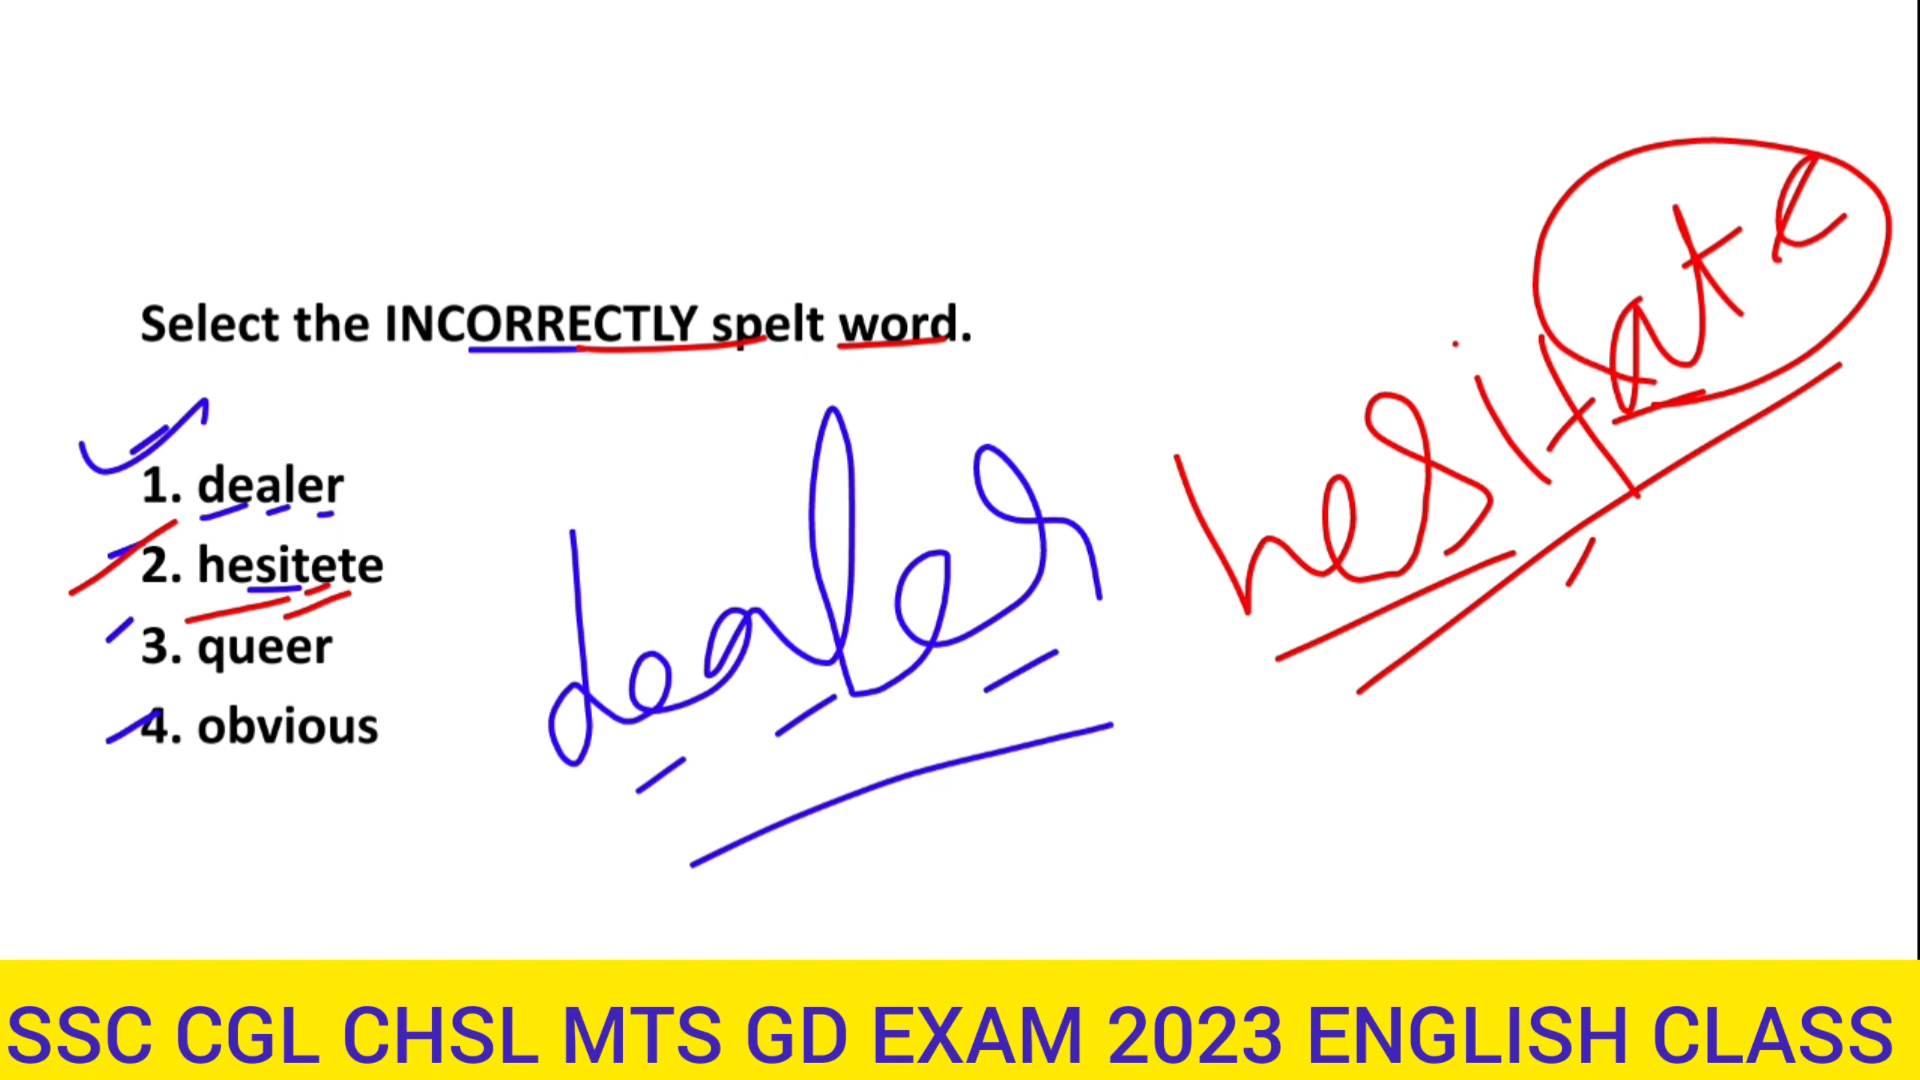 Select the INCORRECTLY spelt word.
1. dealer
2. hesitete
3. queer
4. obvious
dealer
hesitate
SSC CGL CHSL MTS GD EXAM 2023 ENGLISH CLASS